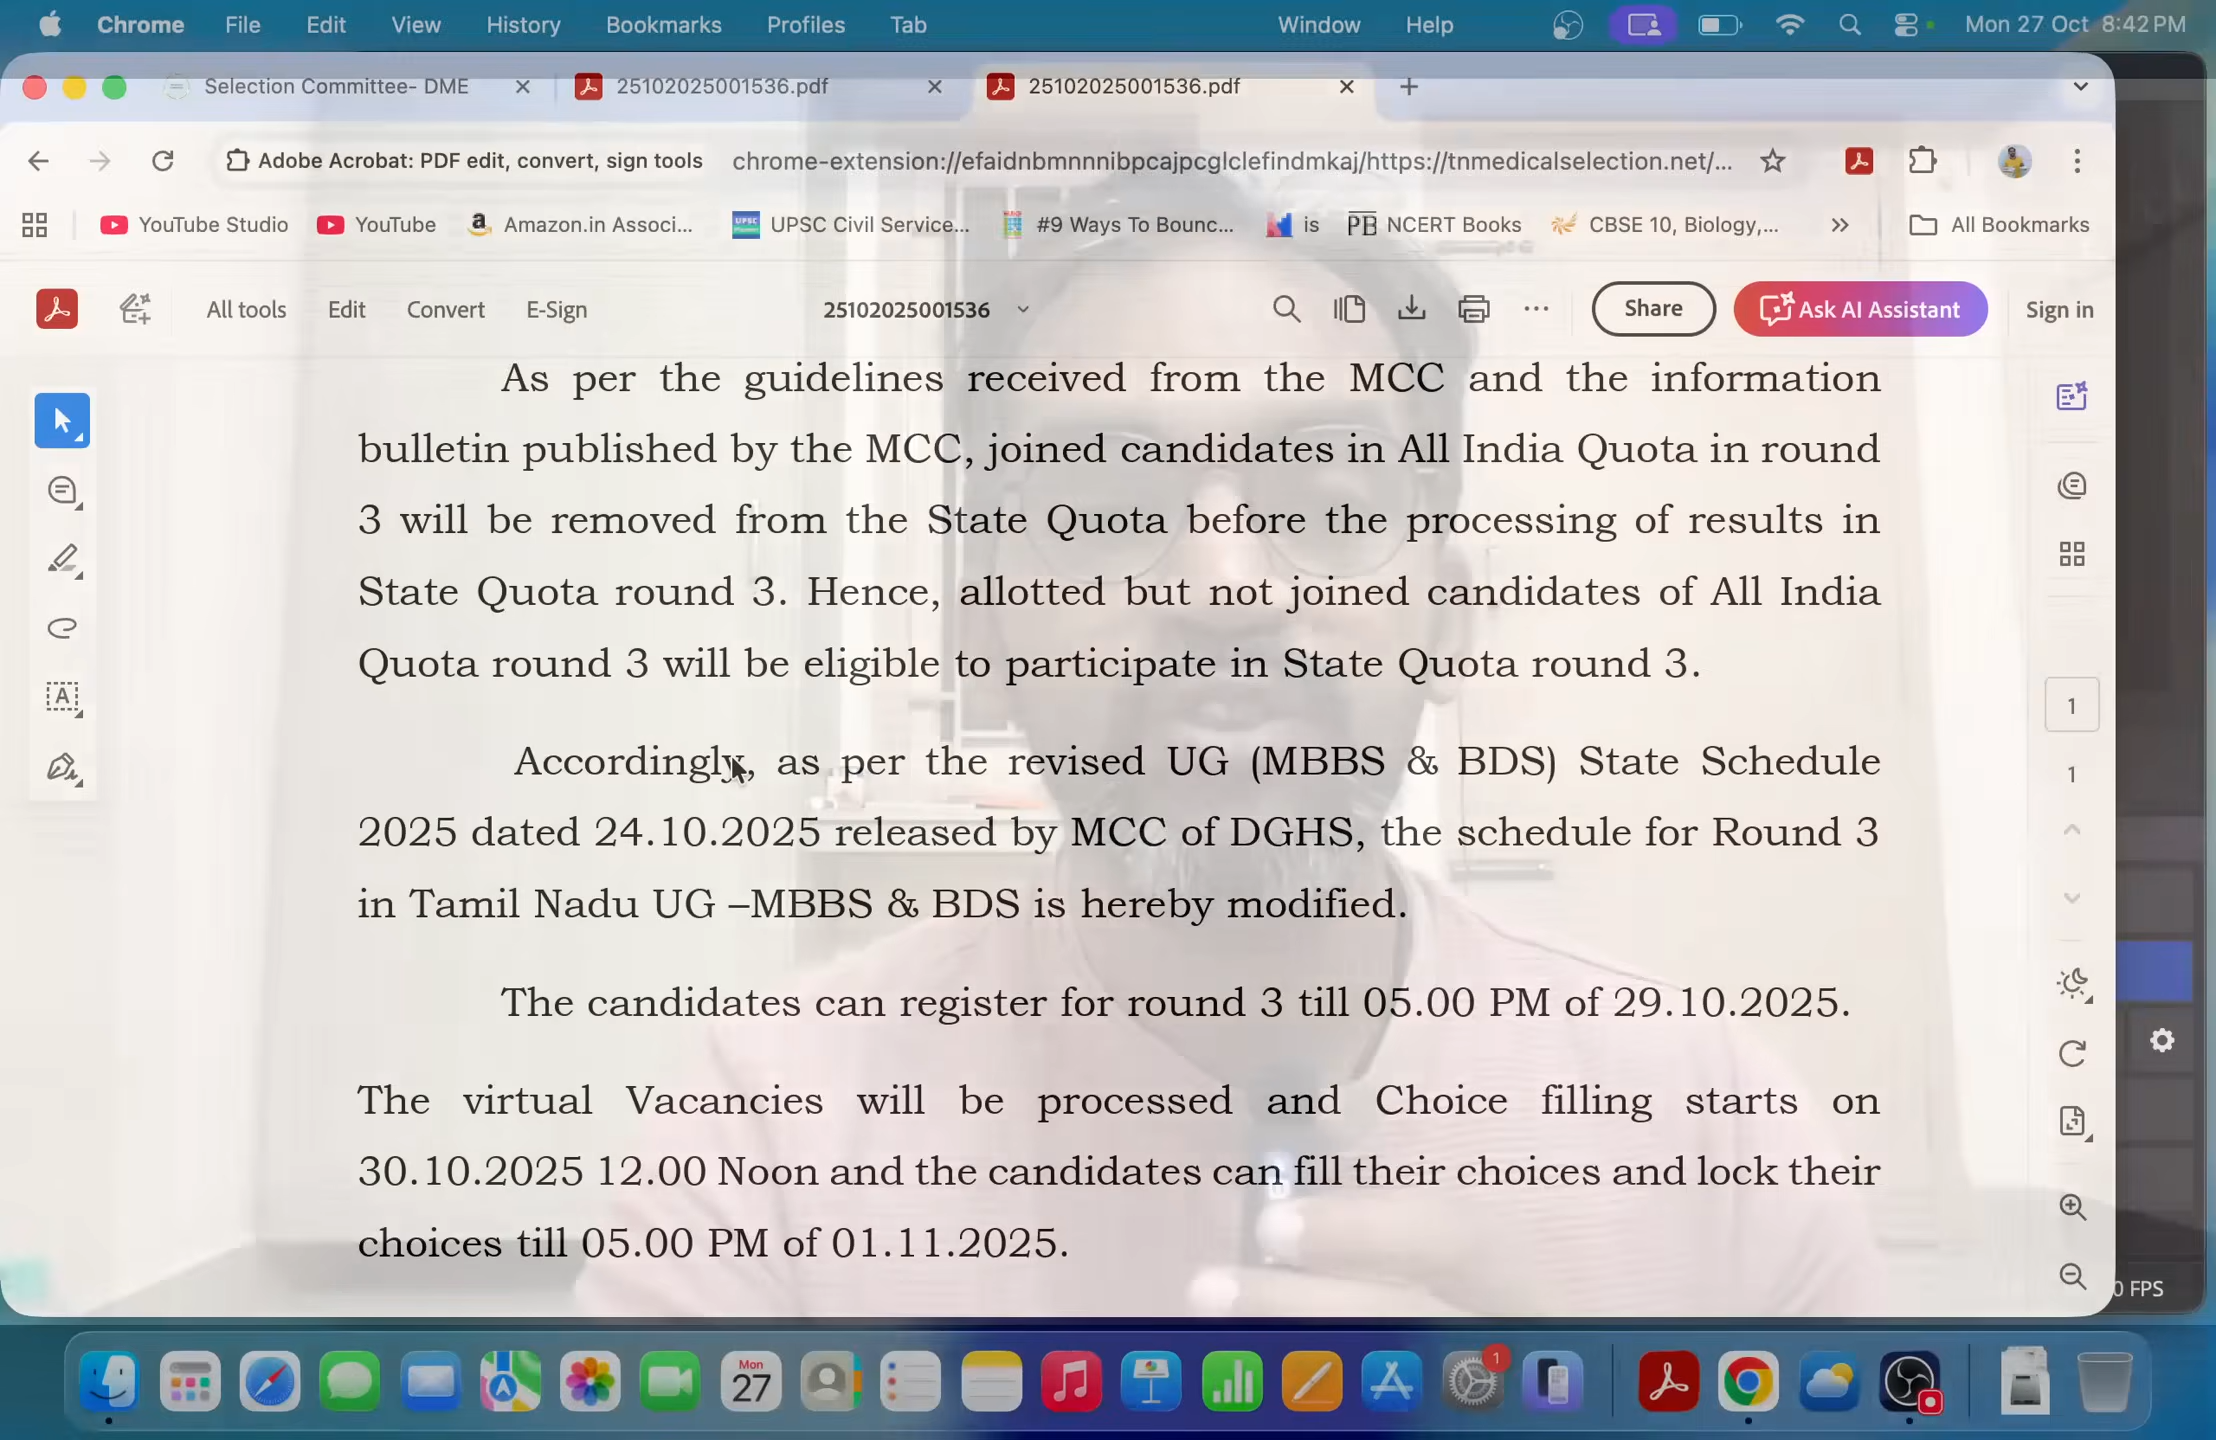 Chrome File Edit View History Bookmarks Profiles Tab Window Help Mon 27 Oct 8:42 PM
Selection Committee- DME 25102025001536.pdf 25102025001536.pdf
Adobe Acrobat: PDF edit, convert, sign tools chrome-extension://efaidnbmnnnibpcajpcglclefindmkaj/https://tnmedicalselection.net/...
YouTube Studio YouTube Amazon.in Associ... UPSC Civil Service... #9 Ways To Bounc... is NCERT Books CBSE 10, Biology,... All Bookmarks
All tools Edit Convert E-Sign 25102025001536 Share Ask AI Assistant Sign in
As per the guidelines received from the MCC and the information
bulletin published by the MCC, joined candidates in All India Quota in round
3 will be removed from the State Quota before the processing of results in
State Quota round 3. Hence, allotted but not joined candidates of All India
Quota round 3 will be eligible to participate in State Quota round 3.
1
Accordingly, as per the revised UG (MBBS & BDS) State Schedule
1
2025 dated 24.10.2025 released by MCC of DGHS, the schedule for Round 3
in Tamil Nadu UG –MBBS & BDS is hereby modified.
The candidates can register for round 3 till 05.00 PM of 29.10.2025.
The virtual Vacancies will be processed and Choice filling starts on
30.10.2025 12.00 Noon and the candidates can fill their choices and lock their
choices till 05.00 PM of 01.11.2025.
0 FPS
Mon
27
1